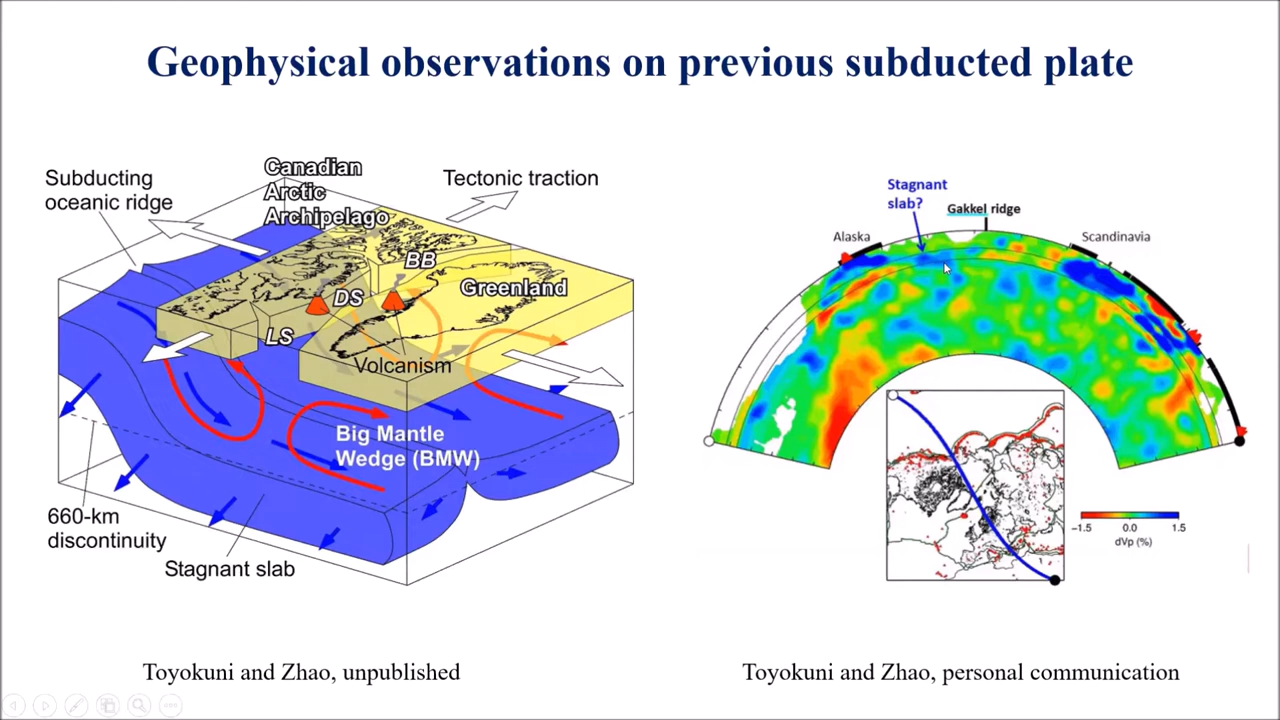 Geophysical observations on previous subducted plate
Subducting
oceanic ridge
Canadian
Arctic
Archipelago
Tectonic traction
BB
Greenland
DS
LS
Volcanism
Big Mantle
Wedge (BMW)
660-km
discontinuity
Stagnant slab
Stagnant
slab?
Gakkel ridge
Alaska
Scandinavia
−1.5 0.0 1.5
dVp (%)
Toyokuni and Zhao, unpublished
Toyokuni and Zhao, personal communication